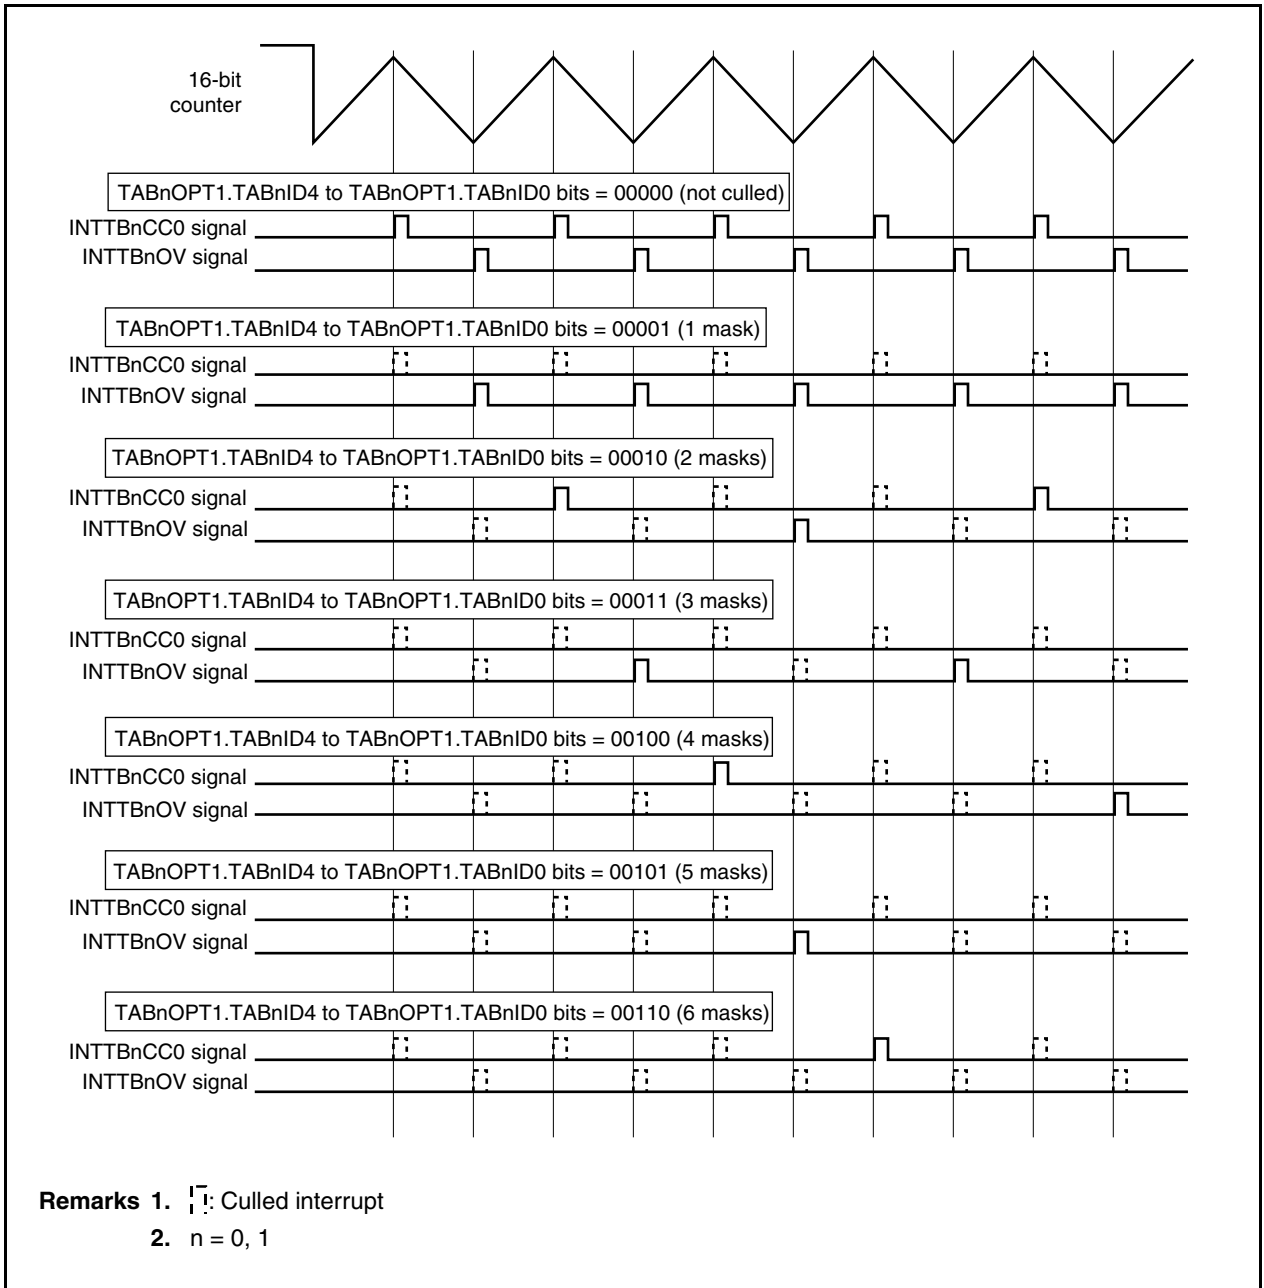 16-bit
counter
TABnOPT1.TABnID4 to TABnOPT1.TABnID0 bits = 00000 (not culled)
INTTBnCC0 signal
INTTBnOV signal
TABnOPT1.TABnID4 to TABnOPT1.TABnID0 bits = 00001 (1 mask)
INTTBnCC0 signal
INTTBnOV signal
TABnOPT1.TABnID4 to TABnOPT1.TABnID0 bits = 00010 (2 masks)
INTTBnCC0 signal
INTTBnOV signal
TABnOPT1.TABnID4 to TABnOPT1.TABnID0 bits = 00011 (3 masks)
INTTBnCC0 signal
INTTBnOV signal
TABnOPT1.TABnID4 to TABnOPT1.TABnID0 bits = 00100 (4 masks)
INTTBnCC0 signal
INTTBnOV signal
TABnOPT1.TABnID4 to TABnOPT1.TABnID0 bits = 00101 (5 masks)
INTTBnCC0 signal
INTTBnOV signal
TABnOPT1.TABnID4 to TABnOPT1.TABnID0 bits = 00110 (6 masks)
INTTBnCC0 signal
INTTBnOV signal
Remarks 1. : Culled interrupt
2. n = 0, 1